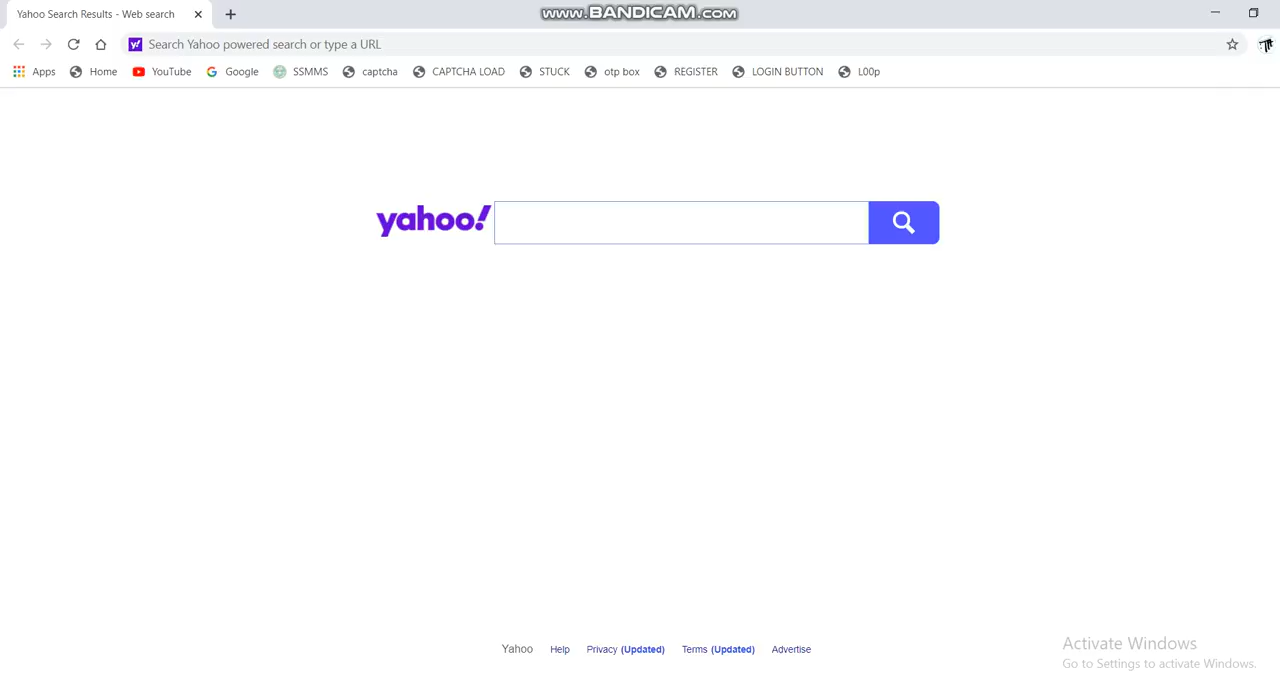 Yahoo Search Results - Web search
www.BANDICAM.com
y!
Search Yahoo powered search or type a URL
Apps Home YouTube Google SSMMS captcha CAPTCHA LOAD STUCK otp box REGISTER LOGIN BUTTON L00p
yahoo!
Yahoo Help Privacy (Updated) Terms (Updated) Advertise
Activate Windows
Go to Settings to activate Windows.